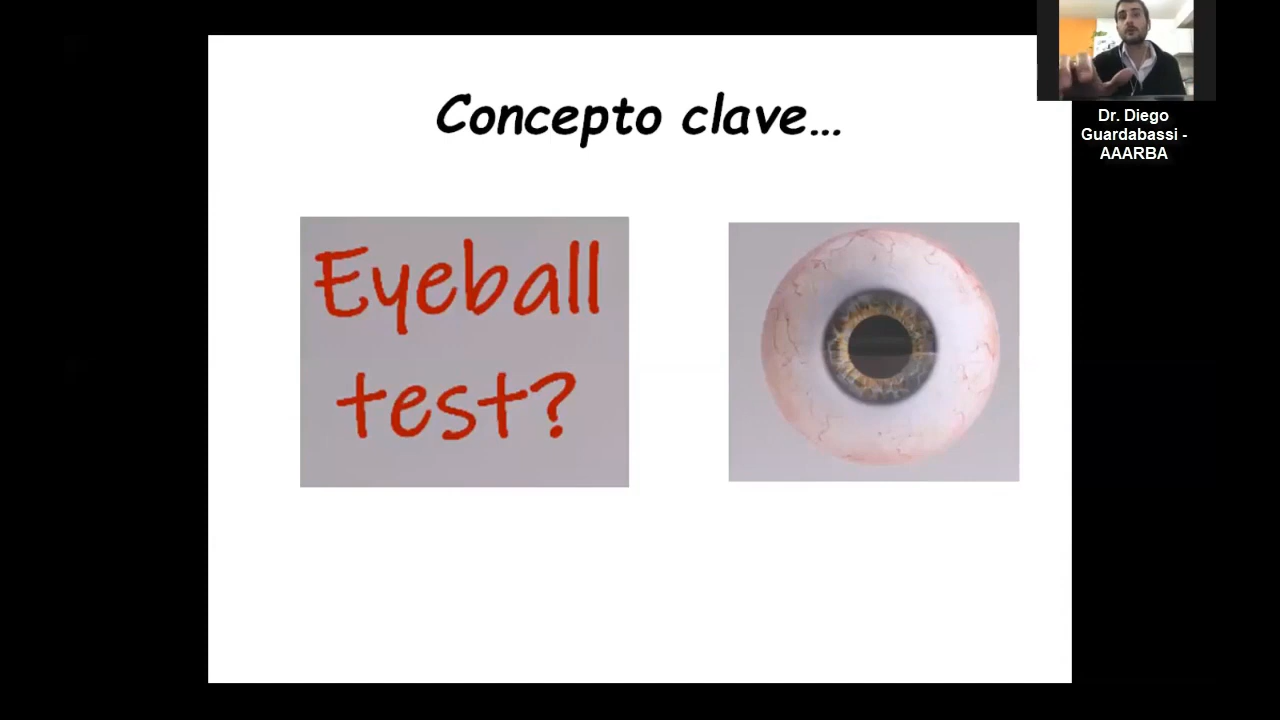 Concepto clave...
Eyeball
test?
Dr. Diego
Guardabassi -
AAARBA